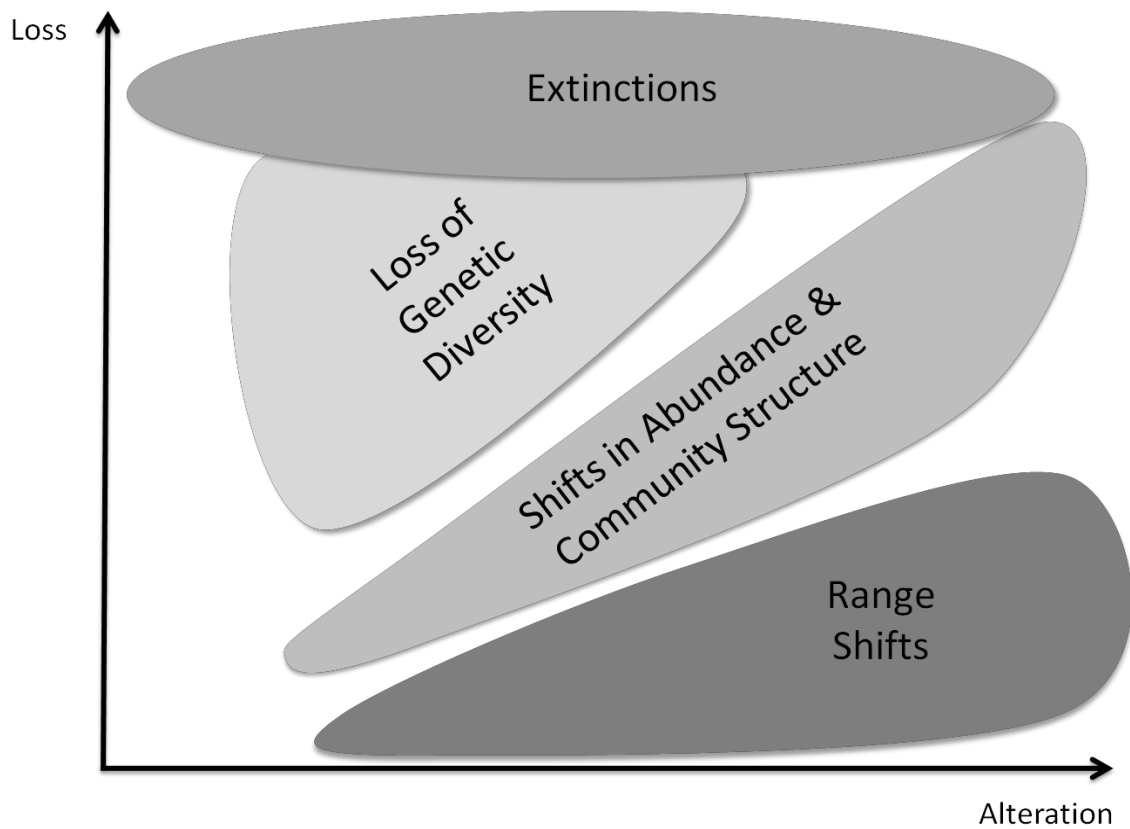 Loss
Extinctions
Loss of
Genetic
Diversity
Shifts in Abundance &
Community Structure
Range
Shifts
Alteration